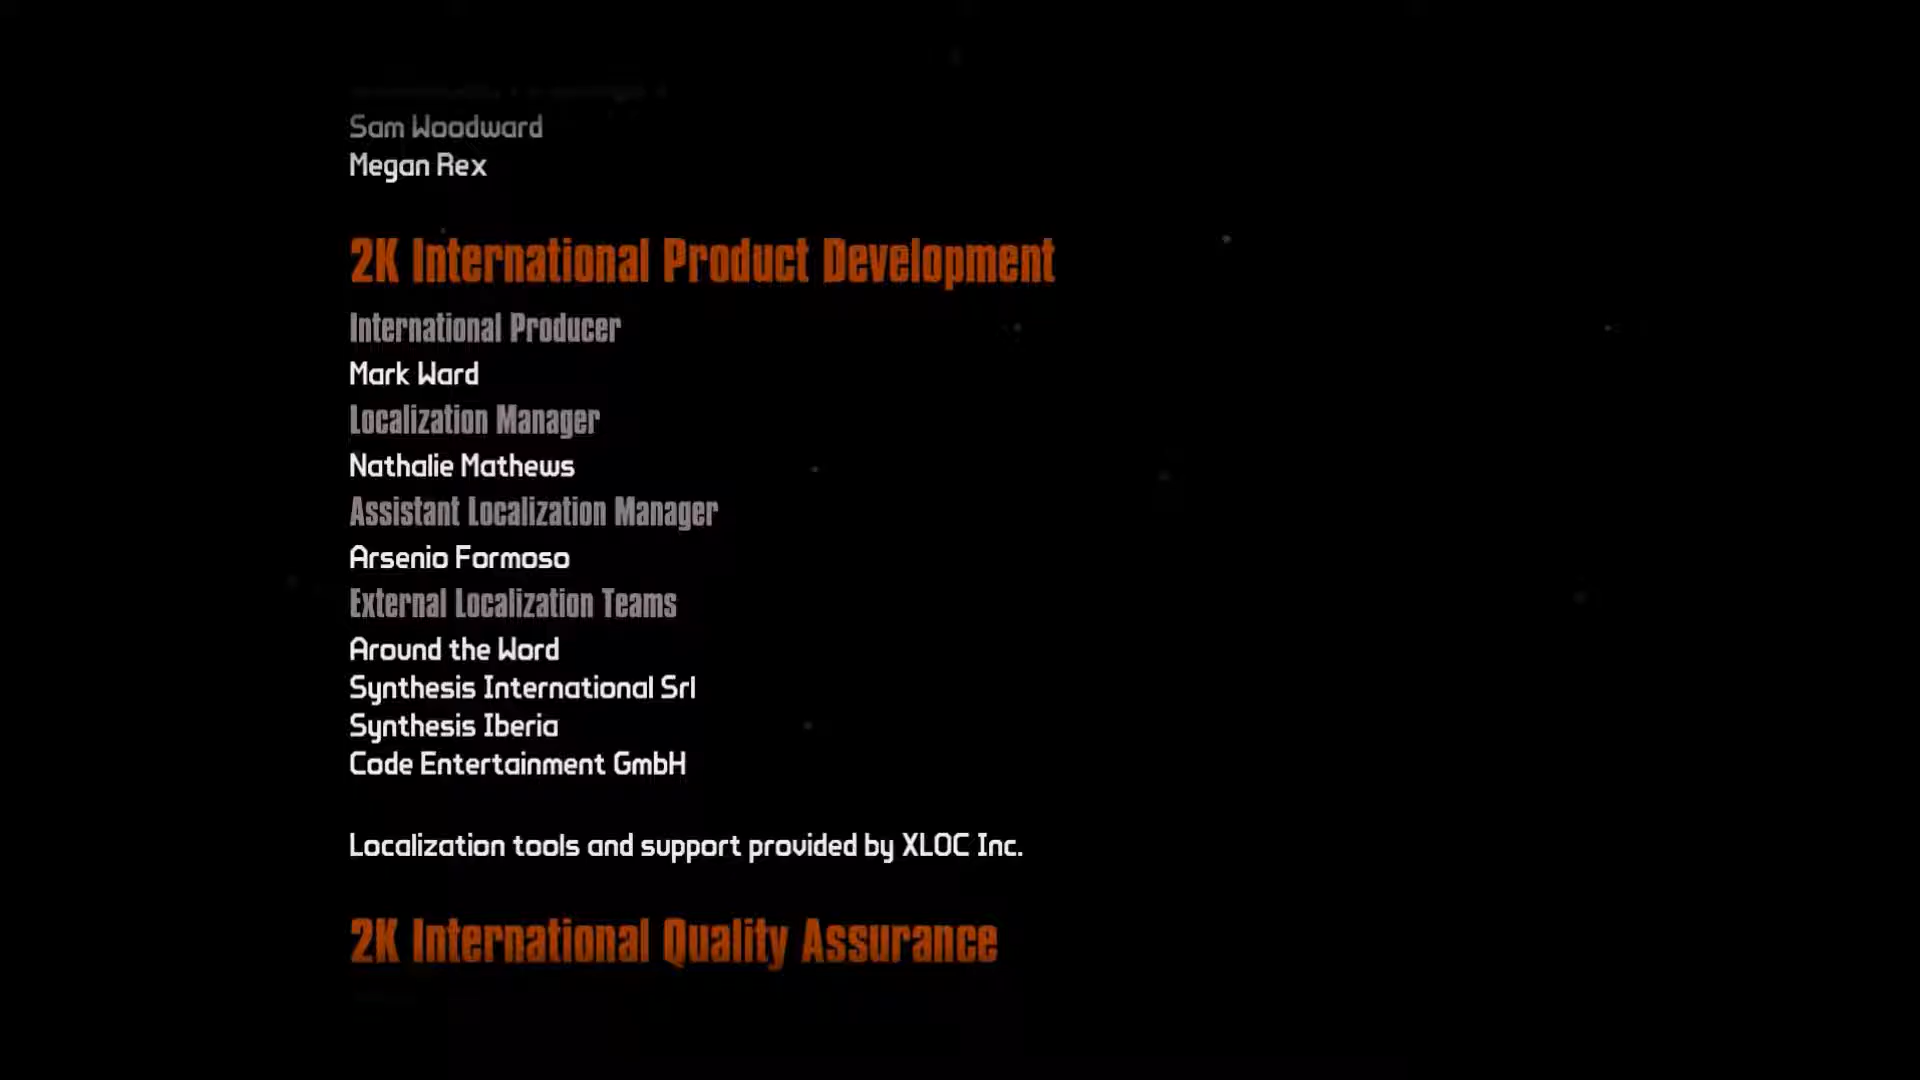 Sam Woodward
Megan Rex
2K International Product Development
International Producer
Mark Ward
Localization Manager
Nathalie Mathews
Assistant Localization Manager
Arsenio Formoso
External Localization Teams
Around the Word
Synthesis International Srl
Synthesis Iberia
Code Entertainment GmbH
Localization tools and support provided by XLOC Inc.
2K International Quality Assurance